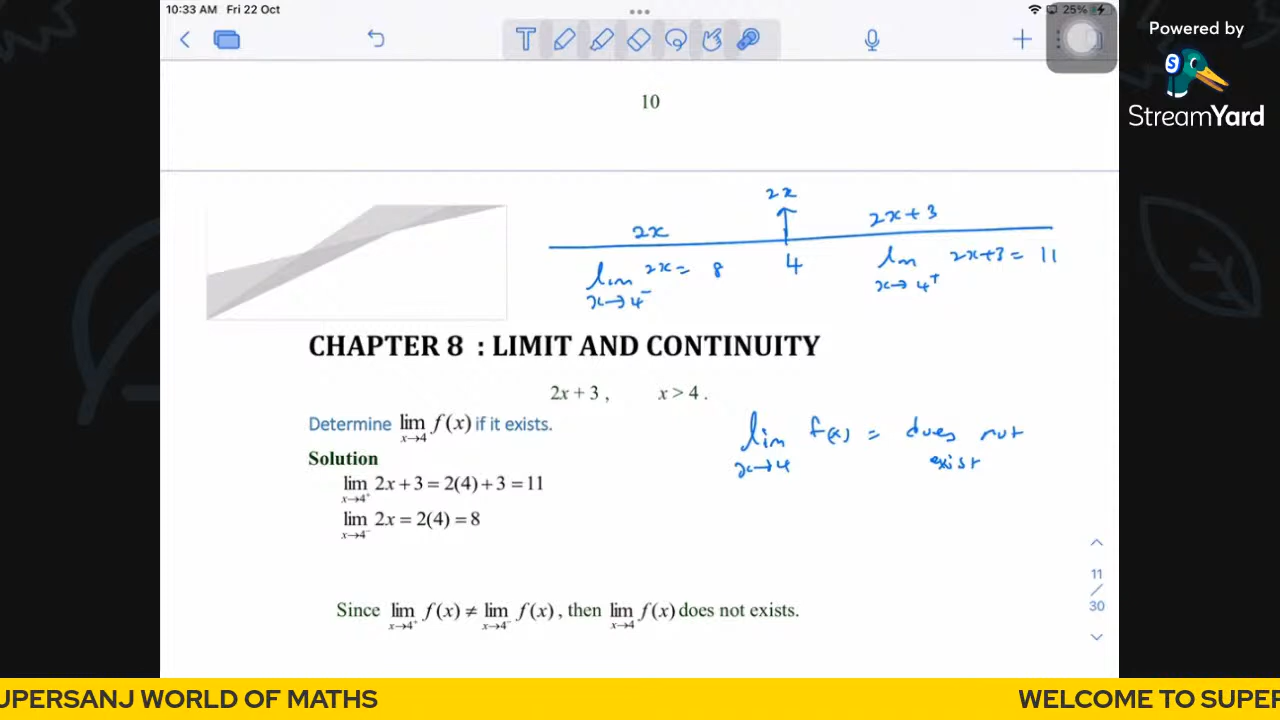 10:33 AM Fri 22 Oct
25%
Powered by
StreamYard
10
2x
2x
2x+3
lim 2x = 8
x→4⁻
4
lim 2x+3 = 11
x→4⁺
CHAPTER 8 : LIMIT AND CONTINUITY
2x + 3 , x > 4 .
Determine lim f(x) if it exists.
x→4
lim f(x) = does not
x→4 exist
Solution
lim 2x + 3 = 2(4) + 3 = 11
x→4⁺
lim 2x = 2(4) = 8
x→4⁻
Since lim f(x) ≠ lim f(x) , then lim f(x) does not exists.
x→4⁺ x→4⁻ x→4
11
/
30
UPERSANJ WORLD OF MATHS
WELCOME TO SUPER